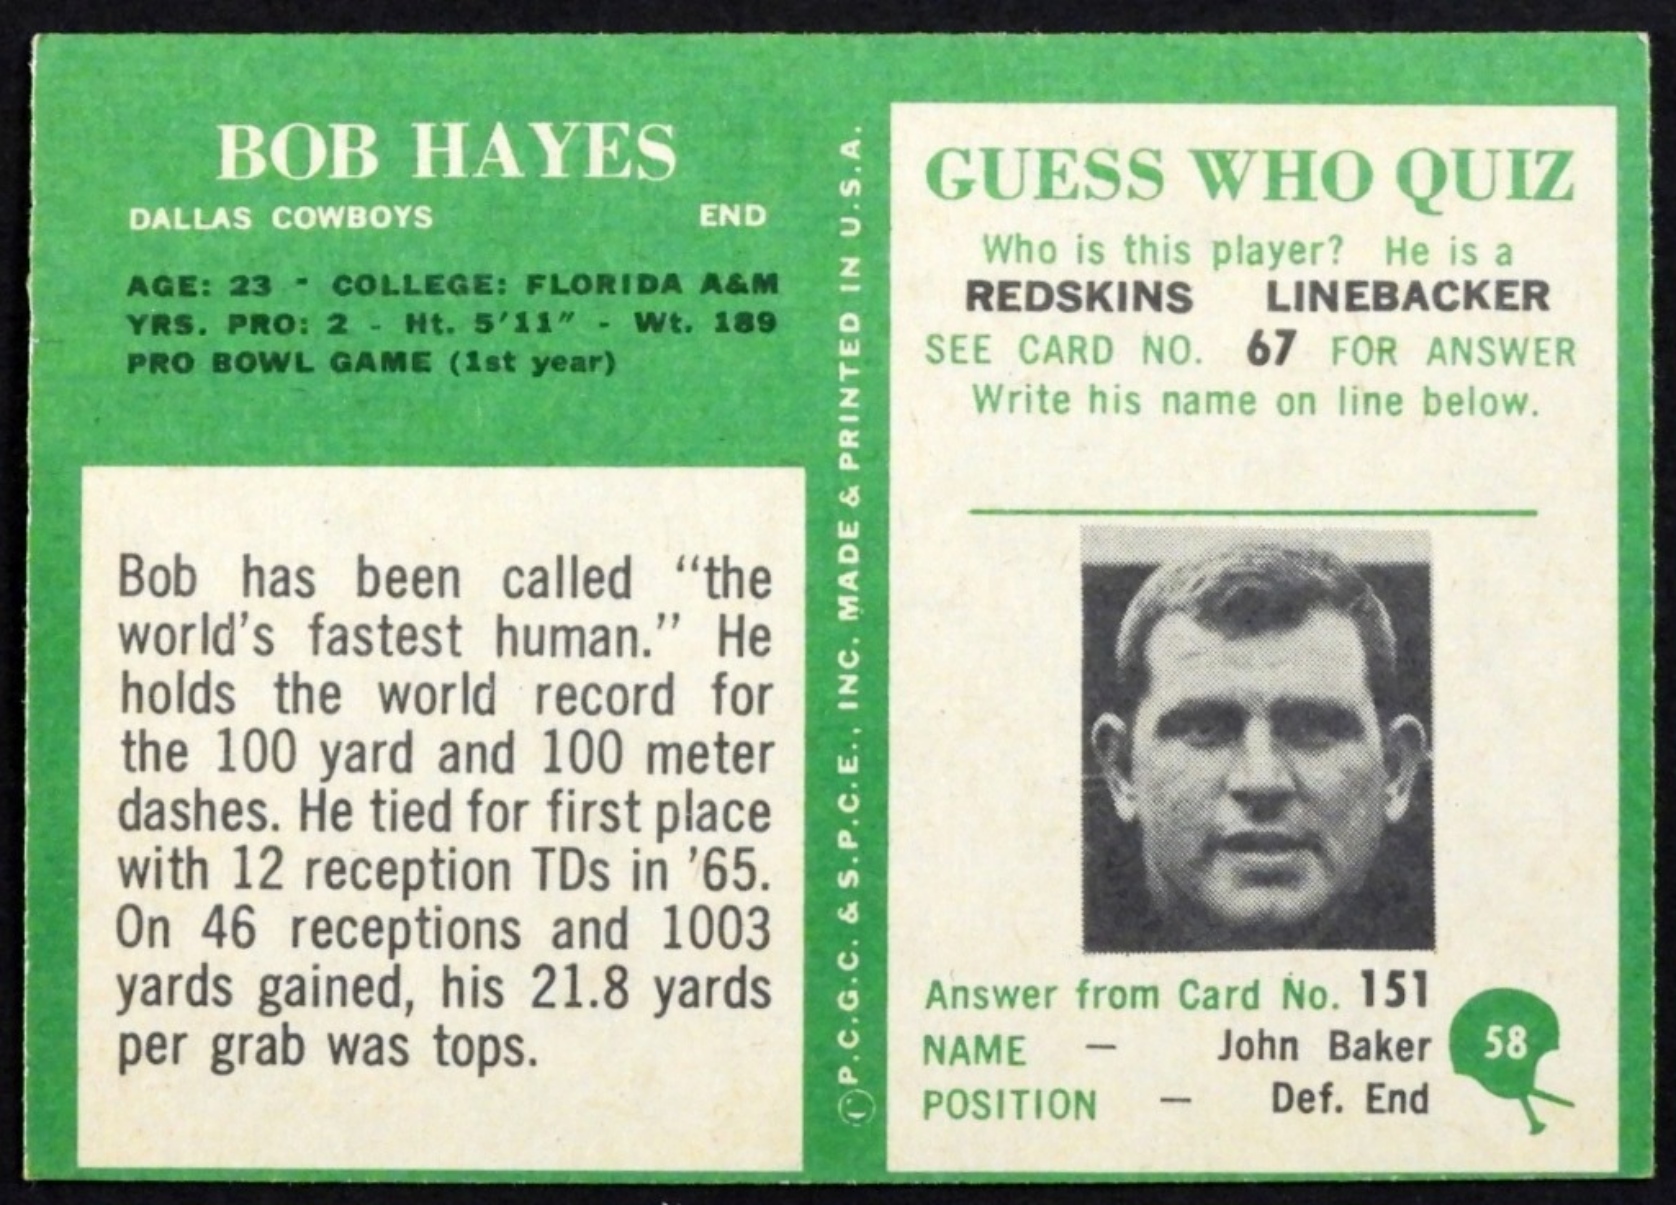 BOB HAYES
DALLAS COWBOYS END
AGE: 23 - COLLEGE: FLORIDA A&M
YRS. PRO: 2 - Ht. 5'11" - Wt. 189
PRO BOWL GAME (1st year)
Bob has been called “the
world's fastest human.” He
holds the world record for
the 100 yard and 100 meter
dashes. He tied for first place
with 12 reception TDs in '65.
On 46 receptions and 1003
yards gained, his 21.8 yards
per grab was tops.
© P.C.G.C. & S.P.C.E., INC. MADE & PRINTED IN U.S.A.
GUESS WHO QUIZ
Who is this player? He is a
REDSKINS LINEBACKER
SEE CARD NO. 67 FOR ANSWER
Write his name on line below.
Answer from Card No. 151
NAME — John Baker
POSITION — Def. End
58